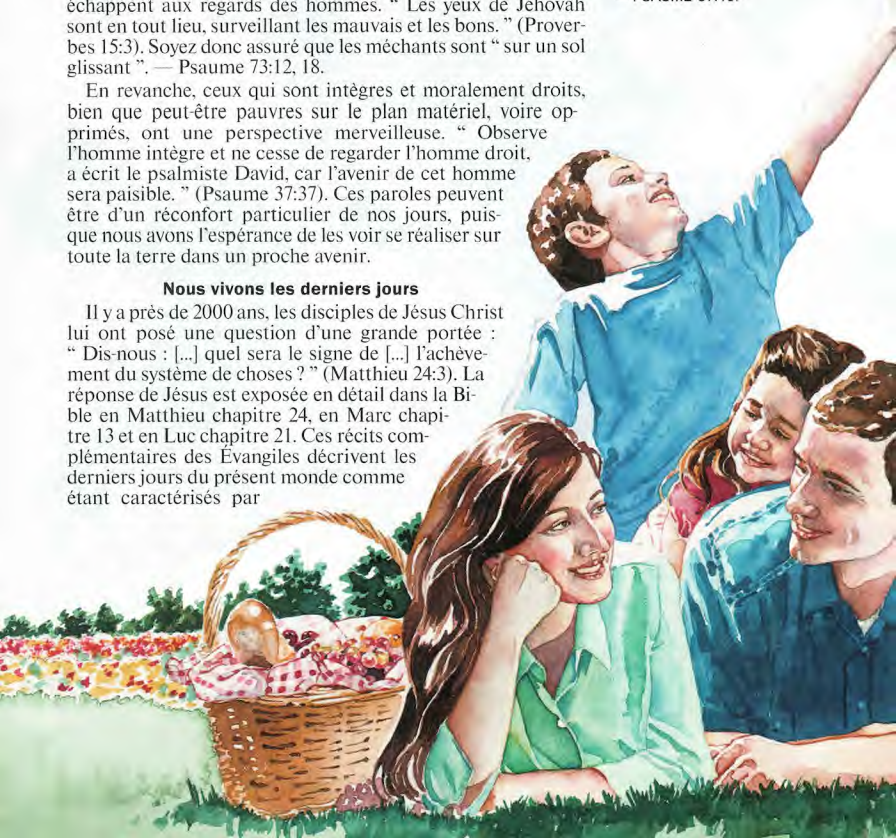 échappent aux regards des hommes. “ Les yeux de Jéhovah
sont en tout lieu, surveillant les mauvais et les bons. ” (Prover-
bes 15:3). Soyez donc assuré que les méchants sont “ sur un sol
glissant ”. — Psaume 73:12, 18.
En revanche, ceux qui sont intègres et moralement droits,
bien que peut-être pauvres sur le plan matériel, voire op-
primés, ont une perspective merveilleuse. “ Observe
l’homme intègre et ne cesse de regarder l’homme droit,
a écrit le psalmiste David, car l’avenir de cet homme
sera paisible. ” (Psaume 37:37). Ces paroles peuvent
être d’un réconfort particulier de nos jours, puis-
que nous avons l’espérance de les voir se réaliser sur
toute la terre dans un proche avenir.
Nous vivons les derniers jours
Il y a près de 2000 ans, les disciples de Jésus Christ
lui ont posé une question d’une grande portée :
“ Dis-nous : [...] quel sera le signe de [...] l’achève-
ment du système de choses ? ” (Matthieu 24:3). La
réponse de Jésus est exposée en détail dans la Bi-
ble en Matthieu chapitre 24, en Marc chapi-
tre 13 et en Luc chapitre 21. Ces récits com-
plémentaires des Évangiles décrivent les
derniers jours du présent monde comme
étant caractérisés par